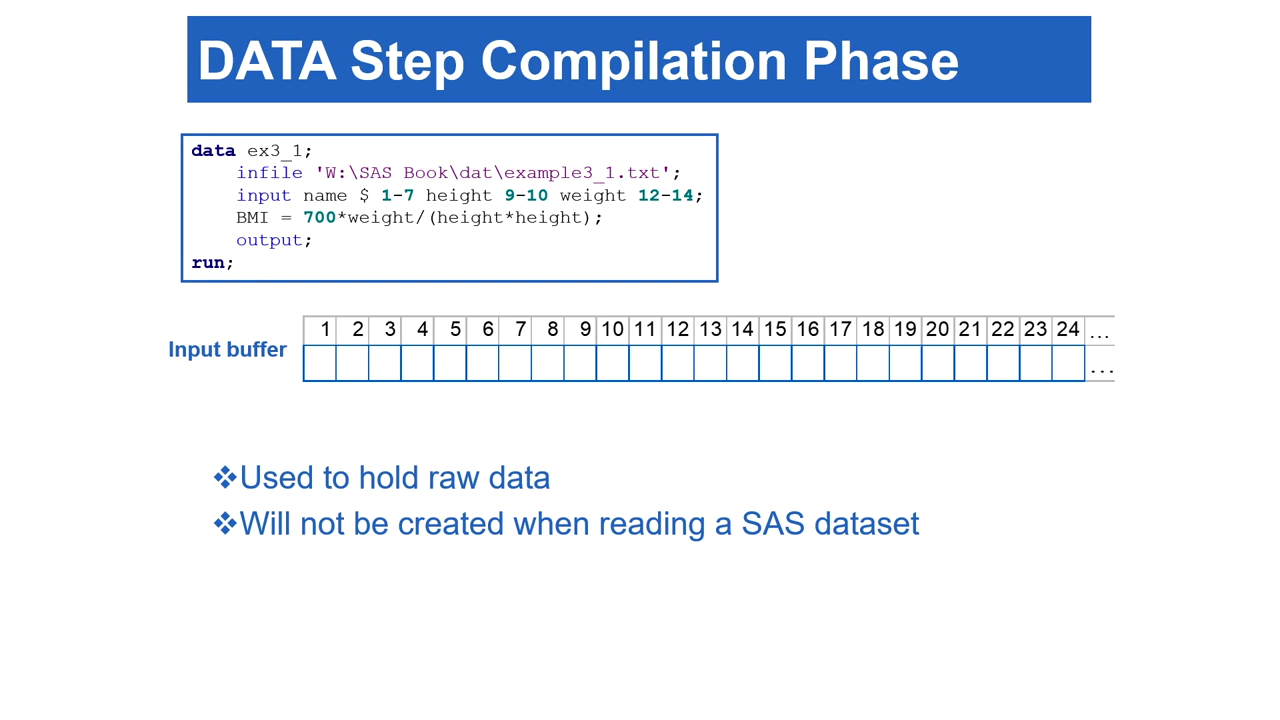 DATA Step Compilation Phase
data ex3_1;
infile 'W:\SAS Book\dat\example3_1.txt';
input name $ 1-7 height 9-10 weight 12-14;
BMI = 700*weight/(height*height);
output;
run;
1 2 3 4 5 6 7 8 9 10 11 12 13 14 15 16 17 18 19 20 21 22 23 24 ...
Input buffer
...
❖Used to hold raw data
❖Will not be created when reading a SAS dataset